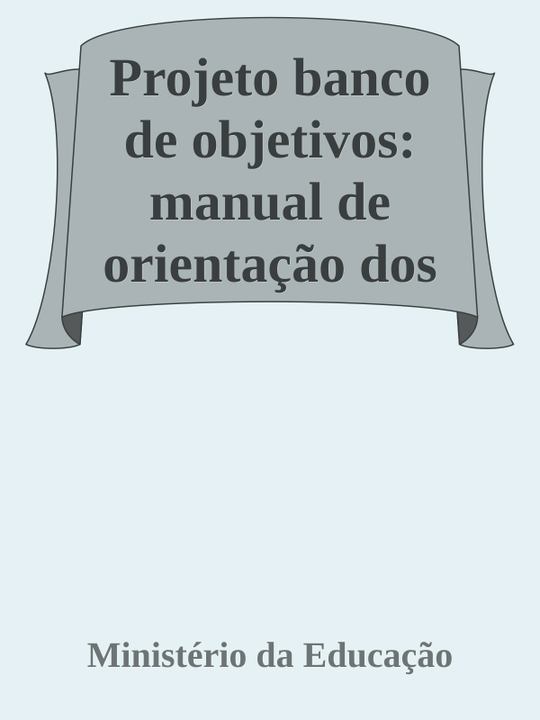 Projeto banco
de objetivos:
manual de
orientação dos
Ministério da Educação